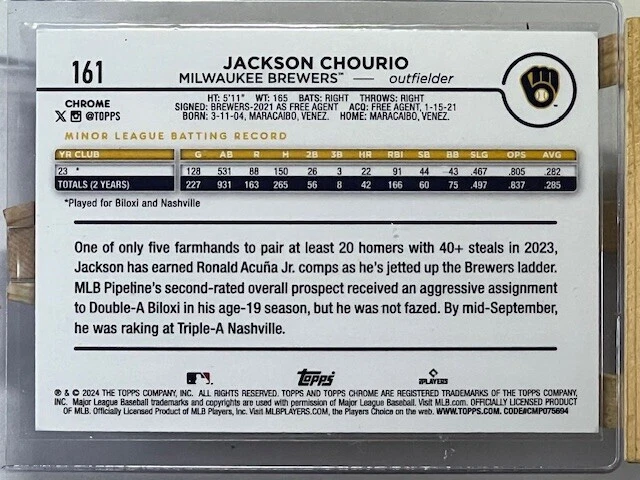 161
JACKSON CHOURIO
MILWAUKEE BREWERS™ — outfielder
CHROME
X @TOPPS
HT: 5'11" WT: 165 BATS: RIGHT THROWS: RIGHT
SIGNED: BREWERS-2021 AS FREE AGENT ACQ: FREE AGENT, 1-15-21
BORN: 3-11-04, MARACAIBO, VENEZ. HOME: MARACAIBO, VENEZ.
MINOR LEAGUE BATTING RECORD
YR CLUB G AB R H 2B 3B HR RBI SB BB SLG OPS AVG
23 * 128 531 88 150 26 3 22 91 44 43 .467 .805 .282
TOTALS (2 YEARS) 227 931 163 265 56 8 42 166 60 75 .497 .837 .285
*Played for Biloxi and Nashville
One of only five farmhands to pair at least 20 homers with 40+ steals in 2023,
Jackson has earned Ronald Acuña Jr. comps as he's jetted up the Brewers ladder.
MLB Pipeline's second-rated overall prospect received an aggressive assignment
to Double-A Biloxi in his age-19 season, but he was not fazed. By mid-September,
he was raking at Triple-A Nashville.
Topps
PLAYERS
® & © 2024 THE TOPPS COMPANY, INC. ALL RIGHTS RESERVED. TOPPS AND TOPPS CHROME ARE REGISTERED TRADEMARKS OF THE TOPPS COMPANY,
INC. Major League Baseball trademarks and copyrights are used with permission of Major League Baseball. Visit MLB.com. OFFICIALLY LICENSED PRODUCT
OF MLB. Officially Licensed Product of MLB Players, Inc. Visit MLBPLAYERS.COM, the Players Choice on the web. WWW.TOPPS.COM. CODE#CMP075694